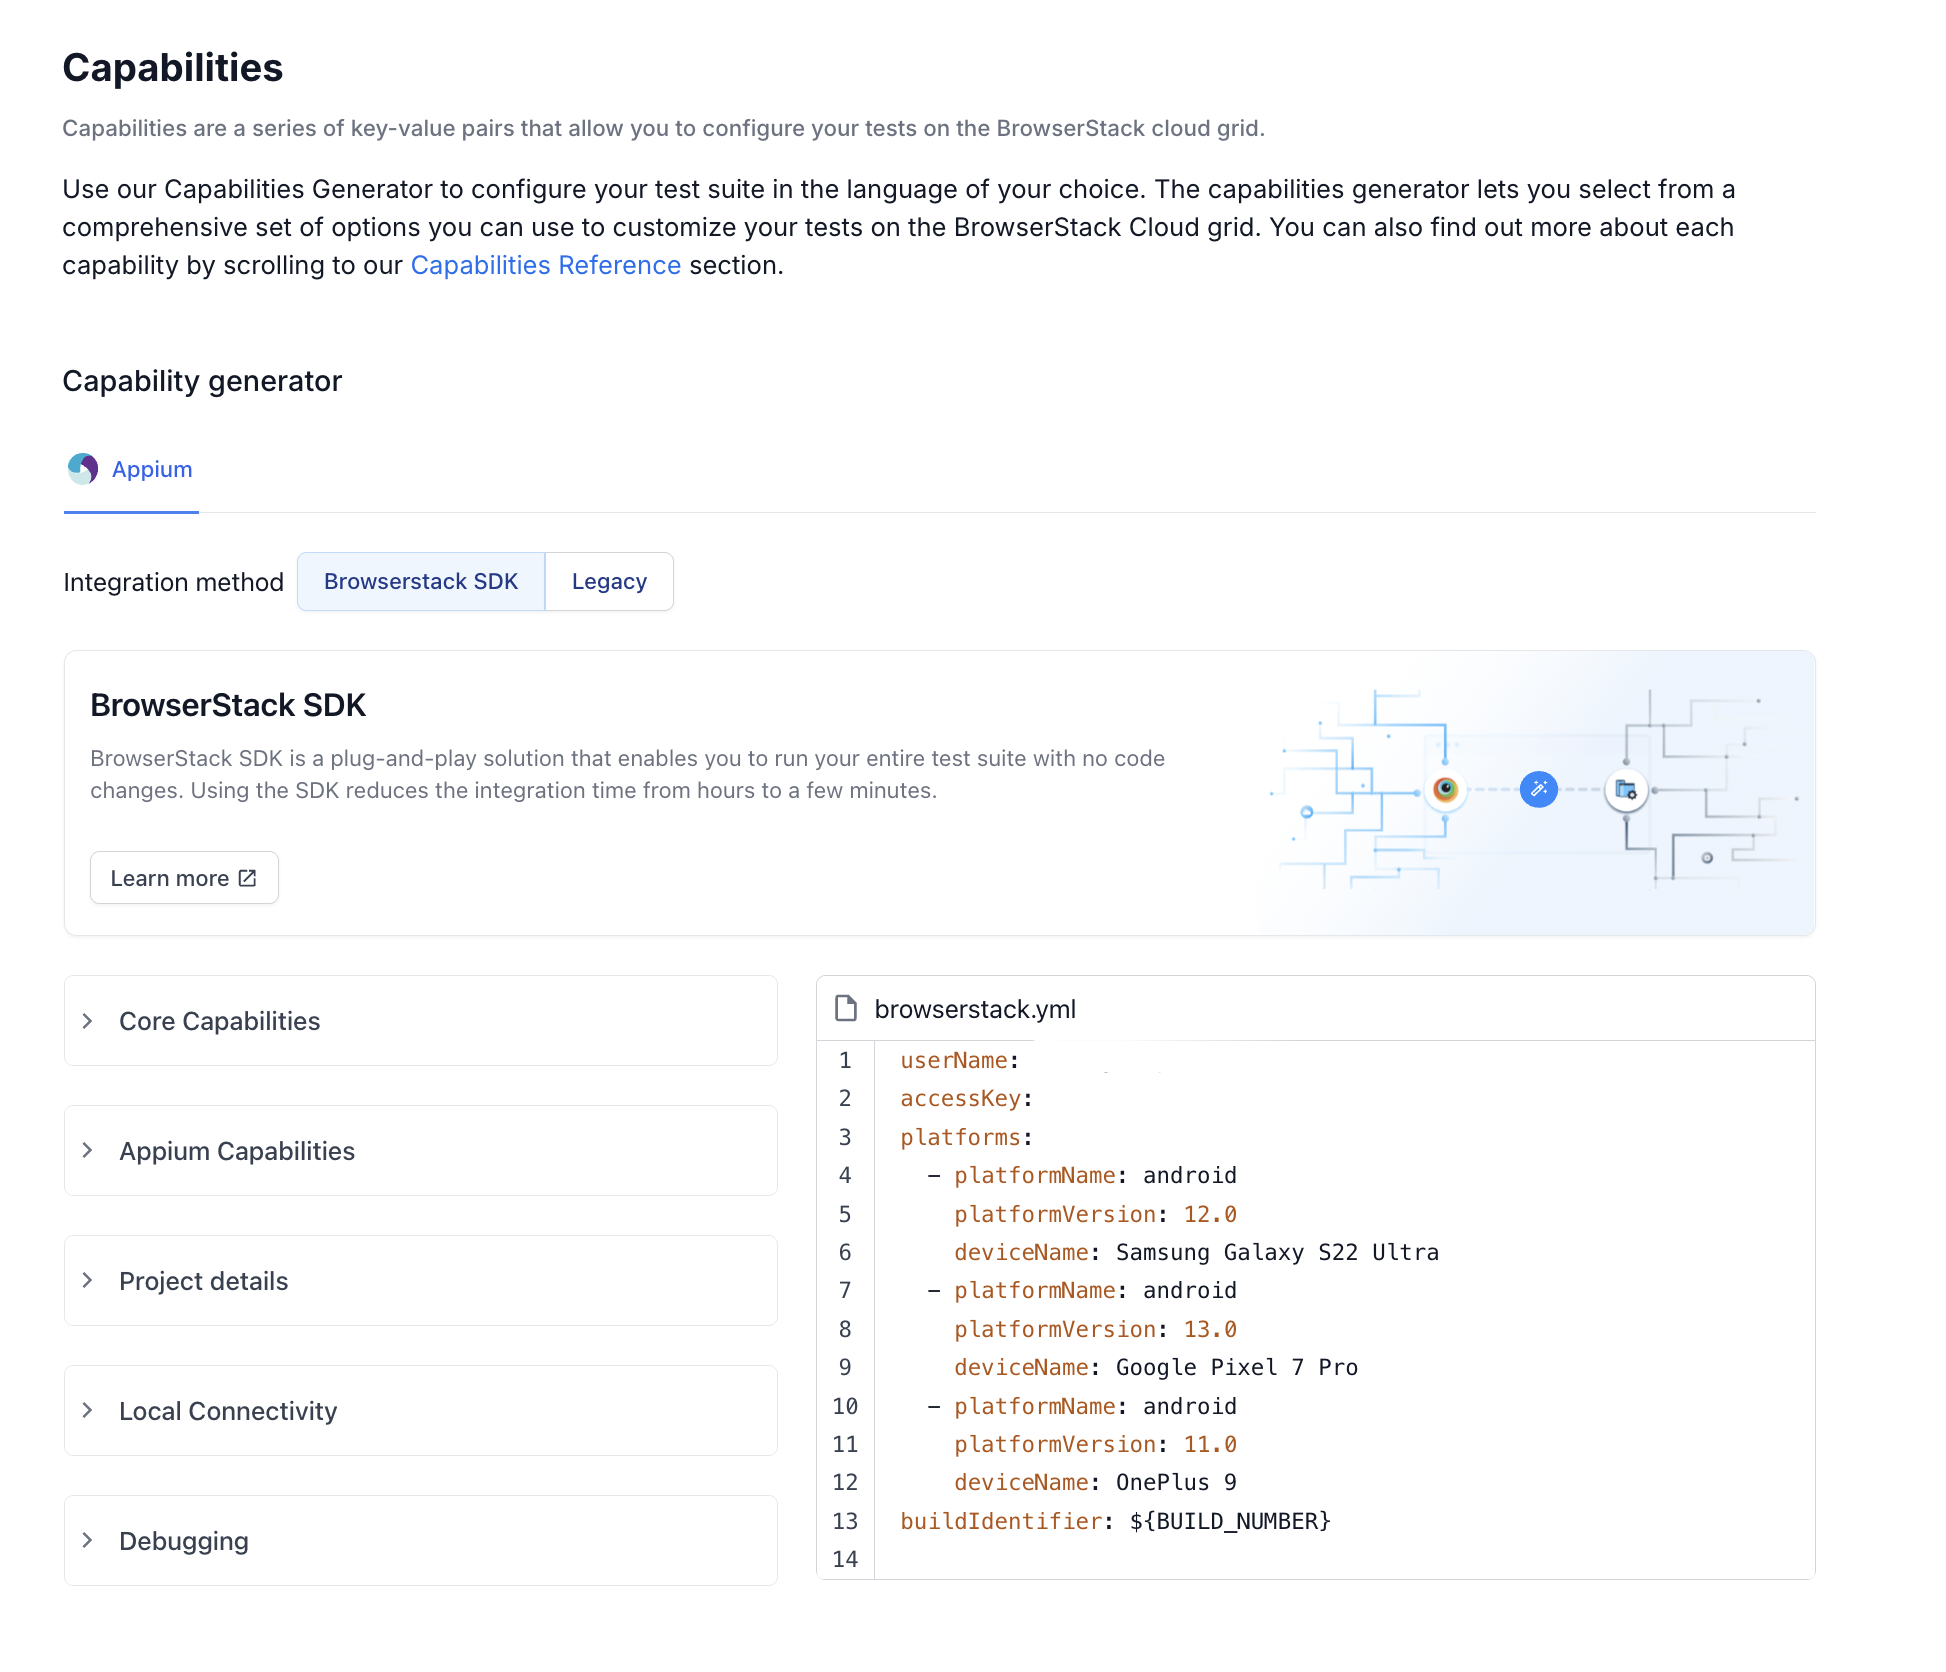 Capabilities
Capabilities are a series of key-value pairs that allow you to configure your tests on the BrowserStack cloud grid.
Use our Capabilities Generator to configure your test suite in the language of your choice. The capabilities generator lets you select from a
comprehensive set of options you can use to customize your tests on the BrowserStack Cloud grid. You can also find out more about each
capability by scrolling to our Capabilities Reference section.
Capability generator
Appium
Integration method
Browserstack SDK
Legacy
BrowserStack SDK
BrowserStack SDK is a plug-and-play solution that enables you to run your entire test suite with no code
changes. Using the SDK reduces the integration time from hours to a few minutes.
Learn more
Core Capabilities
Appium Capabilities
Project details
Local Connectivity
Debugging
browserstack.yml
1 userName:
2 accessKey:
3 platforms:
4 - platformName: android
5 platformVersion: 12.0
6 deviceName: Samsung Galaxy S22 Ultra
7 - platformName: android
8 platformVersion: 13.0
9 deviceName: Google Pixel 7 Pro
10 - platformName: android
11 platformVersion: 11.0
12 deviceName: OnePlus 9
13 buildIdentifier: ${BUILD_NUMBER}
14